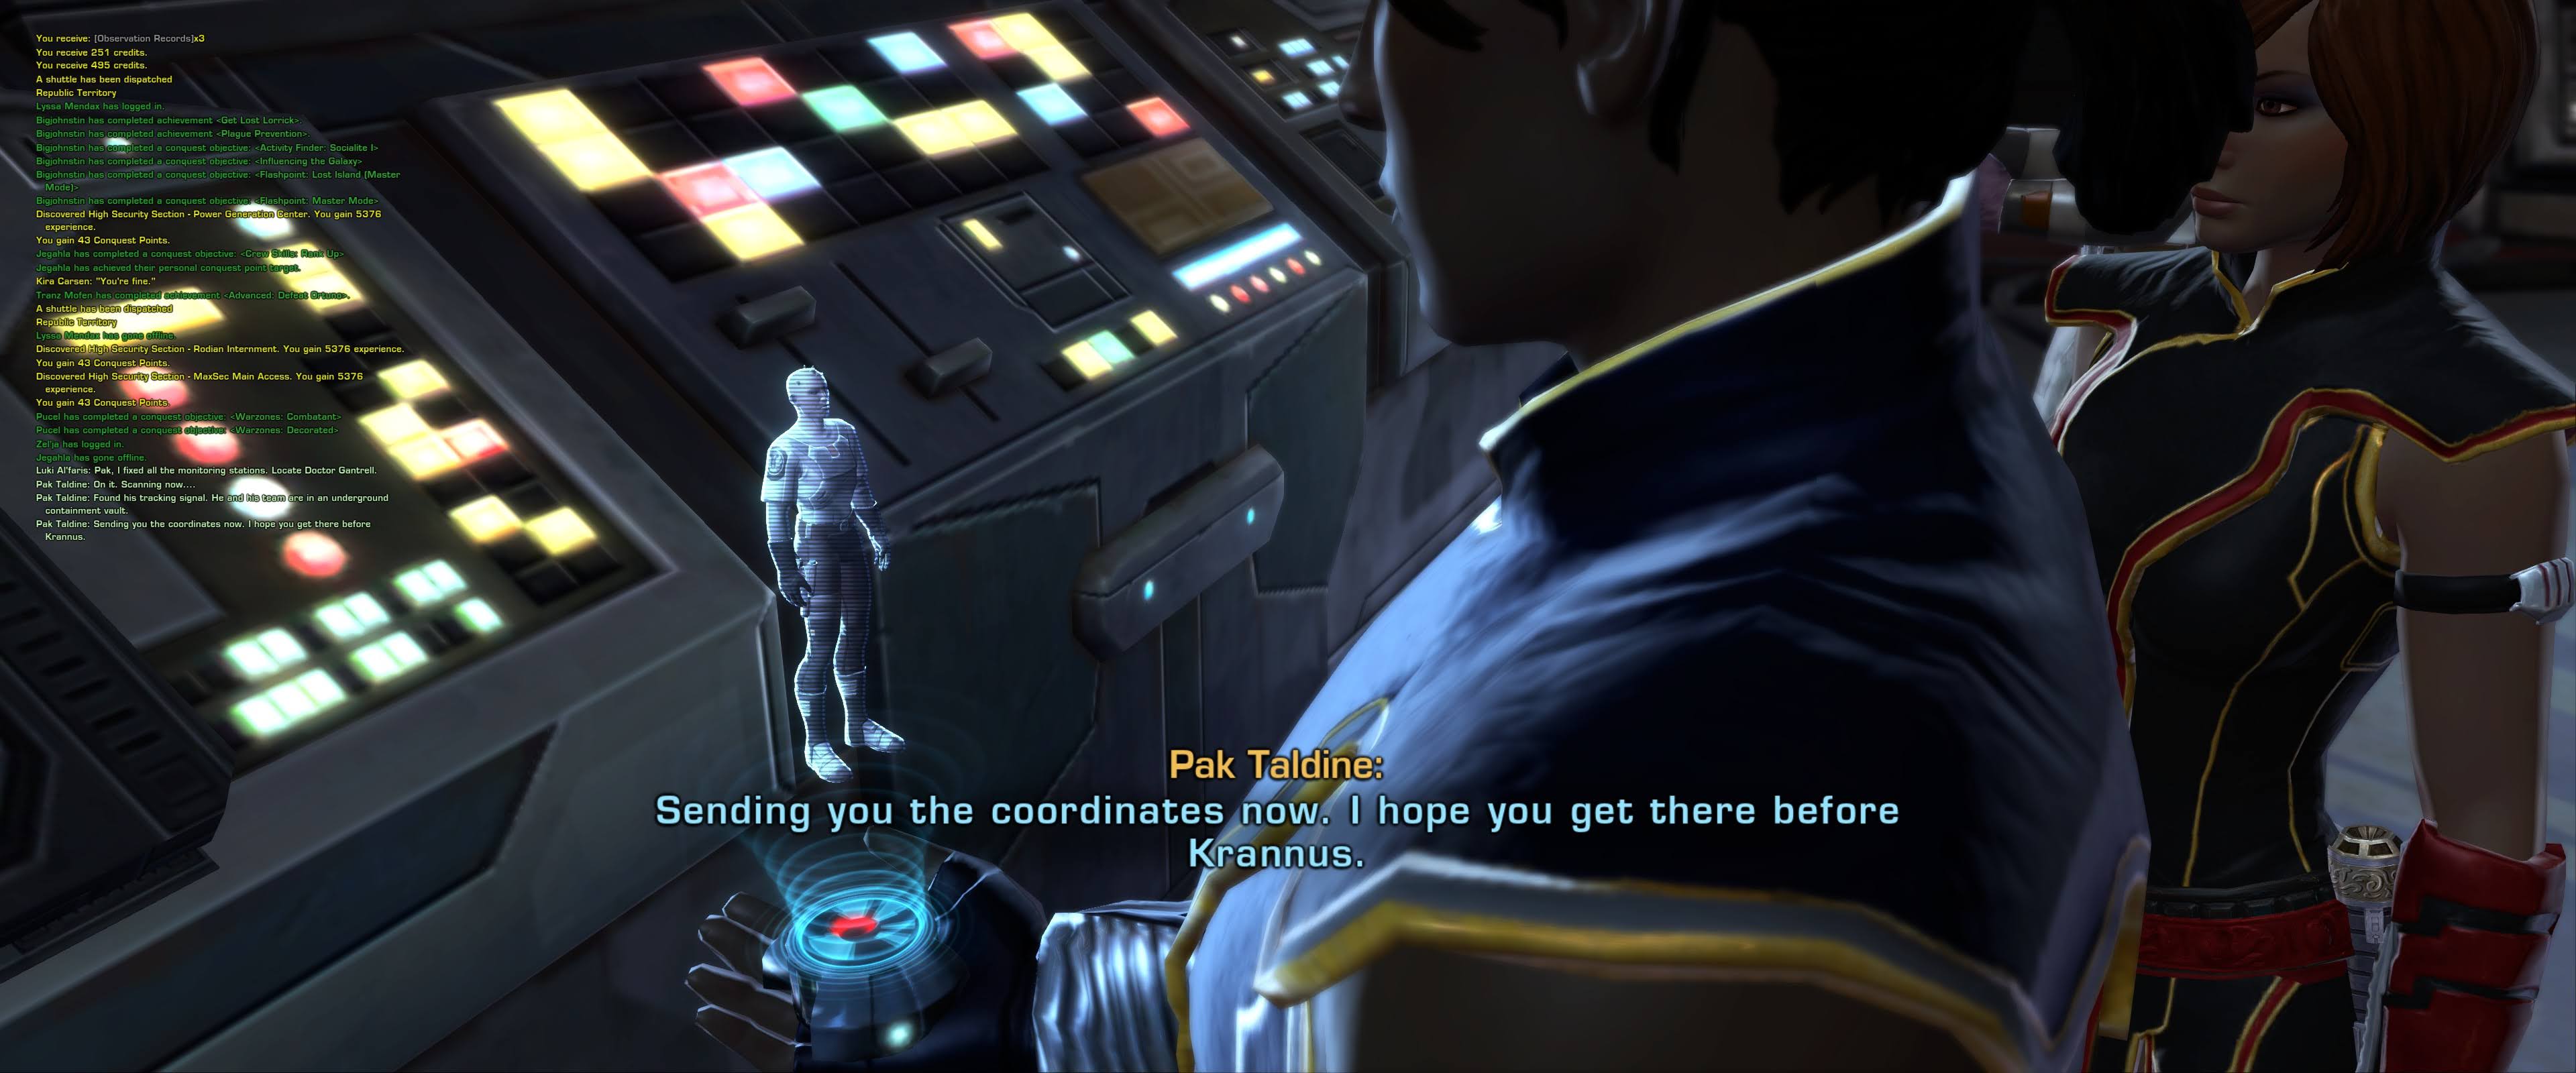 You receive: [Observation Records]x3
You receive 251 credits.
You receive 495 credits.
A shuttle has been dispatched
Republic Territory
Lyssa Mendax has logged in.
Bigjohnstin has completed achievement <Get Lost Lorrick>.
Bigjohnstin has completed achievement <Plague Prevention>.
Bigjohnstin has completed a conquest objective: <Activity Finder: Socialite I>
Bigjohnstin has completed a conquest objective: <Influencing the Galaxy>
Bigjohnstin has completed a conquest objective: <Flashpoint: Lost Island [Master
Mode]>
Bigjohnstin has completed a conquest objective: <Flashpoint: Master Mode>
Discovered High Security Section - Power Generation Center. You gain 5376
experience.
You gain 43 Conquest Points.
Jegahla has completed a conquest objective: <Crew Skills: Rank Up>
Jegahla has achieved their personal conquest point target.
Kira Carsen: "You're fine."
Tranz Mofen has completed achievement <Advanced: Defeat Ortuno>.
A shuttle has been dispatched
Republic Territory
Lyssa Mendax has gone offline.
Discovered High Security Section - Rodian Internment. You gain 5376 experience.
You gain 43 Conquest Points.
Discovered High Security Section - MaxSec Main Access. You gain 5376
experience.
You gain 43 Conquest Points.
Pucel has completed a conquest objective: <Warzones: Combatant>
Pucel has completed a conquest objective: <Warzones: Decorated>
Zel'ja has logged in.
Jegahla has gone offline.
Luki Al'faris: Pak, I fixed all the monitoring stations. Locate Doctor Gantrell.
Pak Taldine: On it. Scanning now....
Pak Taldine: Found his tracking signal. He and his team are in an underground
containment vault.
Pak Taldine: Sending you the coordinates now. I hope you get there before
Krannus.
Pak Taldine:
Sending you the coordinates now. I hope you get there before
Krannus.